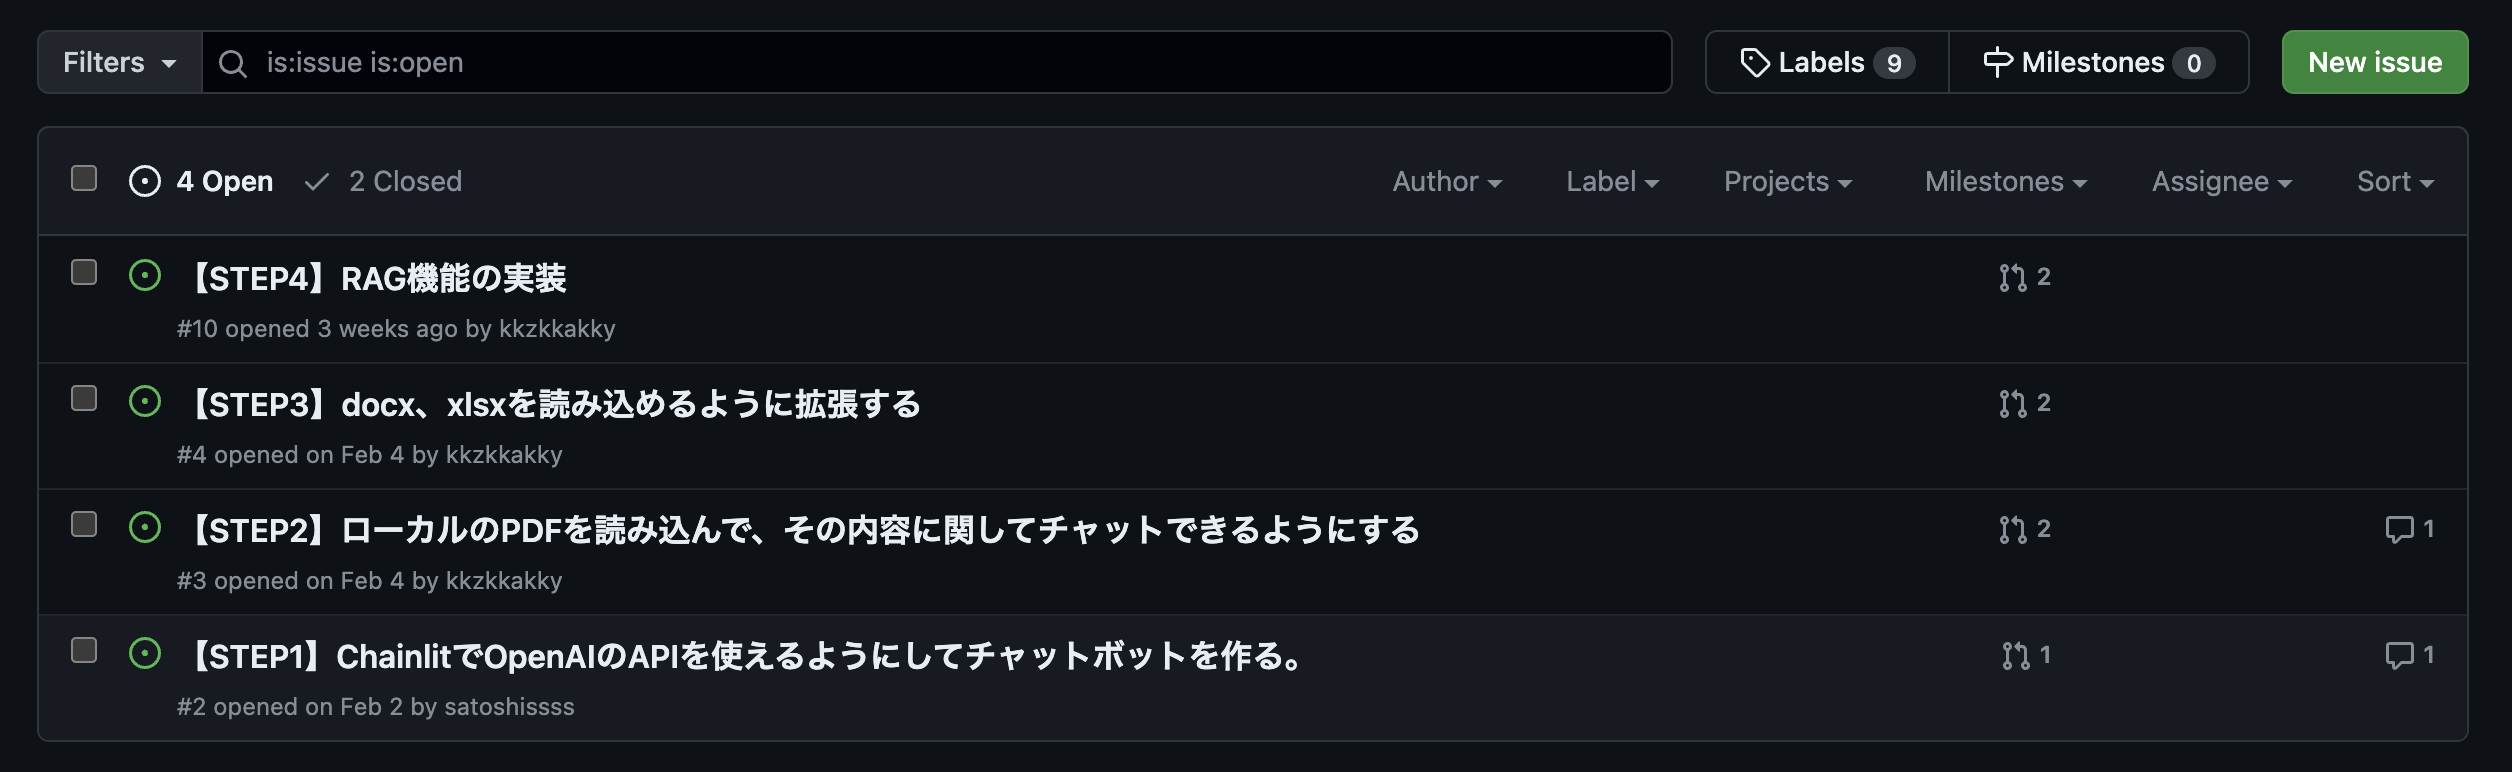 Filters
is:issue is:open
Labels 9
Milestones 0
New issue
4 Open
2 Closed
Author
Label
Projects
Milestones
Assignee
Sort
【STEP4】RAG機能の実装
2
#10 opened 3 weeks ago by kkzkkakky
【STEP3】docx、xlsxを読み込めるように拡張する
2
#4 opened on Feb 4 by kkzkkakky
【STEP2】ローカルのPDFを読み込んで、その内容に関してチャットできるようにする
2
1
#3 opened on Feb 4 by kkzkkakky
【STEP1】ChainlitでOpenAIのAPIを使えるようにしてチャットボットを作る。
1
1
#2 opened on Feb 2 by satoshissss